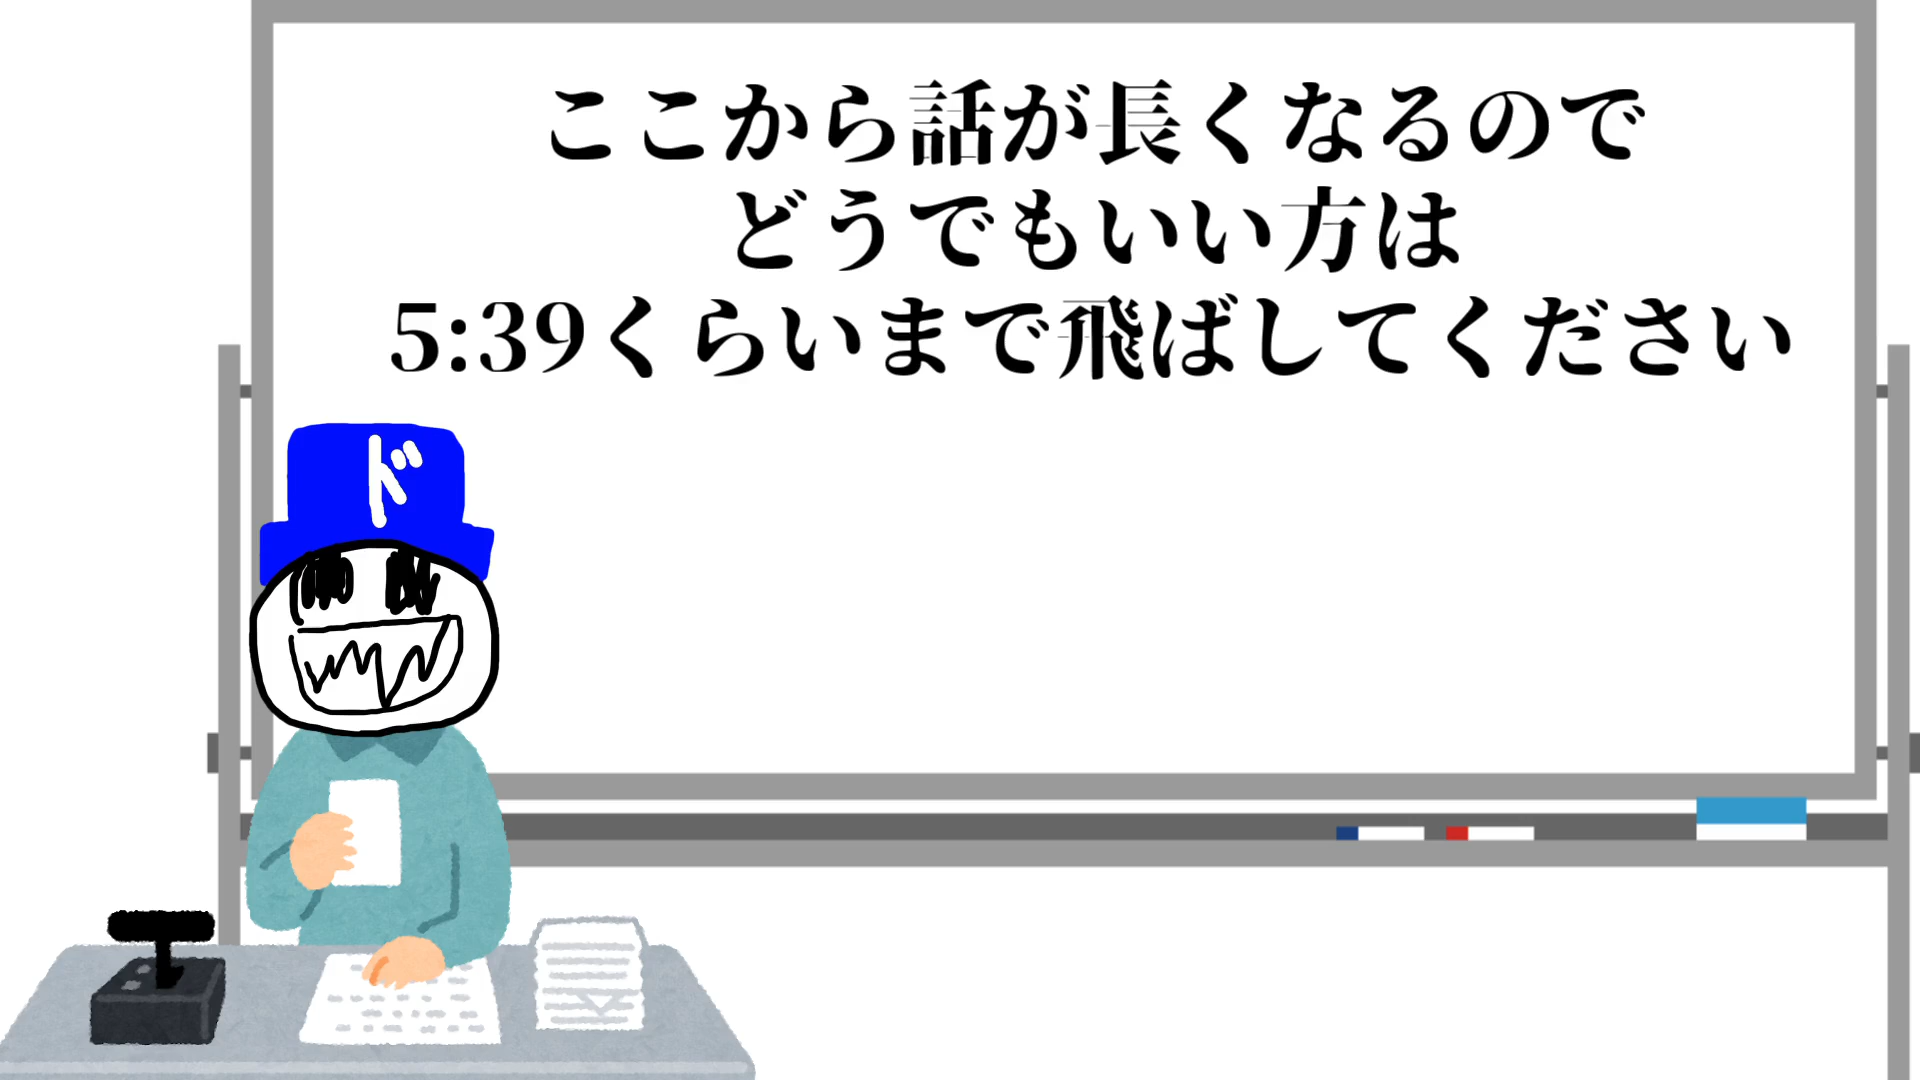 ここから話が長くなるので
どうでもいい方は
5:39くらいまで飛ばしてください
ド